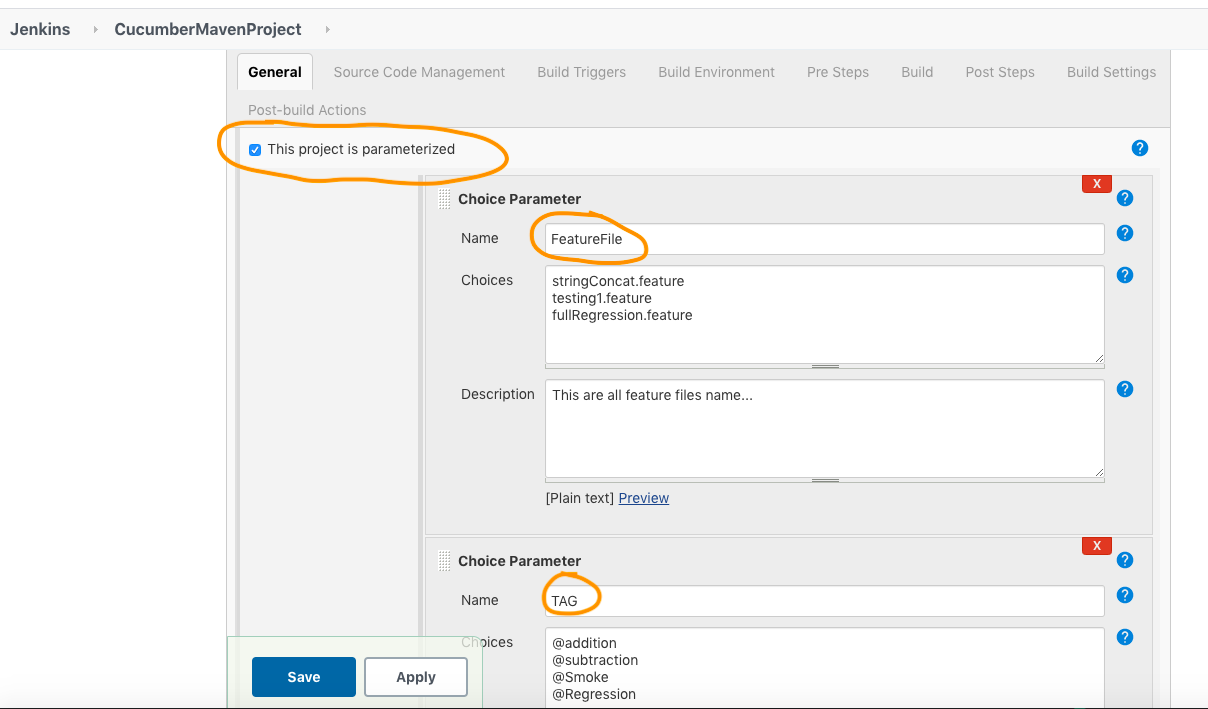 Jenkins CucumberMavenProject
General Source Code Management Build Triggers Build Environment Pre Steps Build Post Steps Build Settings
Post-build Actions
This project is parameterized ?
X
Choice Parameter ?
Name FeatureFile ?
Choices stringConcat.feature ?
testing1.feature
fullRegression.feature
Description This are all feature files name... ?
[Plain text] Preview
X
Choice Parameter ?
Name TAG ?
Choices @addition ?
@subtraction
@Smoke
@Regression
Save Apply